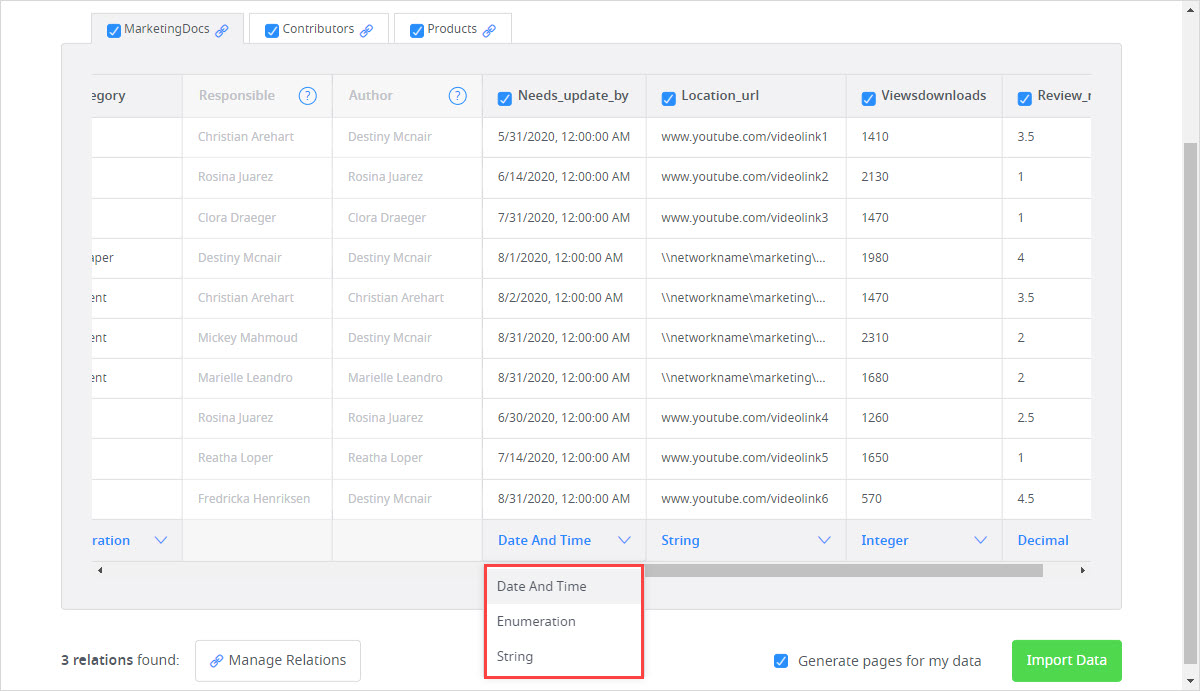 MarketingDocs Contributors Products
egory Responsible ? Author ? Needs_update_by Location_url Viewsdownloads Review_r
Christian Arehart Destiny Mcnair 5/31/2020, 12:00:00 AM www.youtube.com/videolink1 1410 3.5
Rosina Juarez Rosina Juarez 6/14/2020, 12:00:00 AM www.youtube.com/videolink2 2130 1
Clora Draeger Clora Draeger 7/31/2020, 12:00:00 AM www.youtube.com/videolink3 1470 1
aper Destiny Mcnair Destiny Mcnair 8/1/2020, 12:00:00 AM \\networkname\marketing\... 1980 4
ent Christian Arehart Christian Arehart 8/2/2020, 12:00:00 AM \\networkname\marketing\... 1470 3.5
ent Mickey Mahmoud Destiny Mcnair 8/31/2020, 12:00:00 AM \\networkname\marketing\... 2310 2
ent Marielle Leandro Marielle Leandro 8/31/2020, 12:00:00 AM \\networkname\marketing\... 1680 2
Rosina Juarez Rosina Juarez 6/30/2020, 12:00:00 AM www.youtube.com/videolink4 1260 2.5
Reatha Loper Reatha Loper 7/14/2020, 12:00:00 AM www.youtube.com/videolink5 1650 1
Fredricka Henriksen Destiny Mcnair 8/31/2020, 12:00:00 AM www.youtube.com/videolink6 570 4.5
ration Date And Time String Integer Decimal
Date And Time
Enumeration
String
3 relations found: Manage Relations Generate pages for my data Import Data